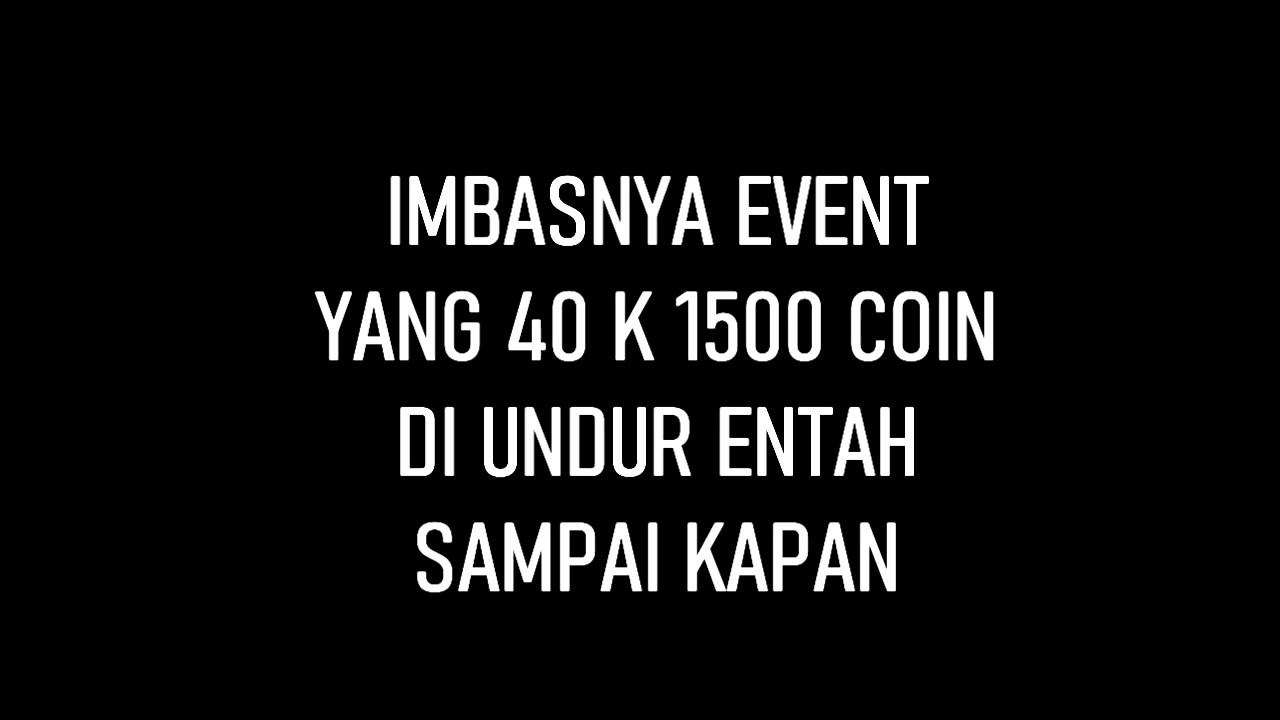 IMBASNYA EVENT
YANG 40 K 1500 COIN
DI UNDUR ENTAH
SAMPAI KAPAN